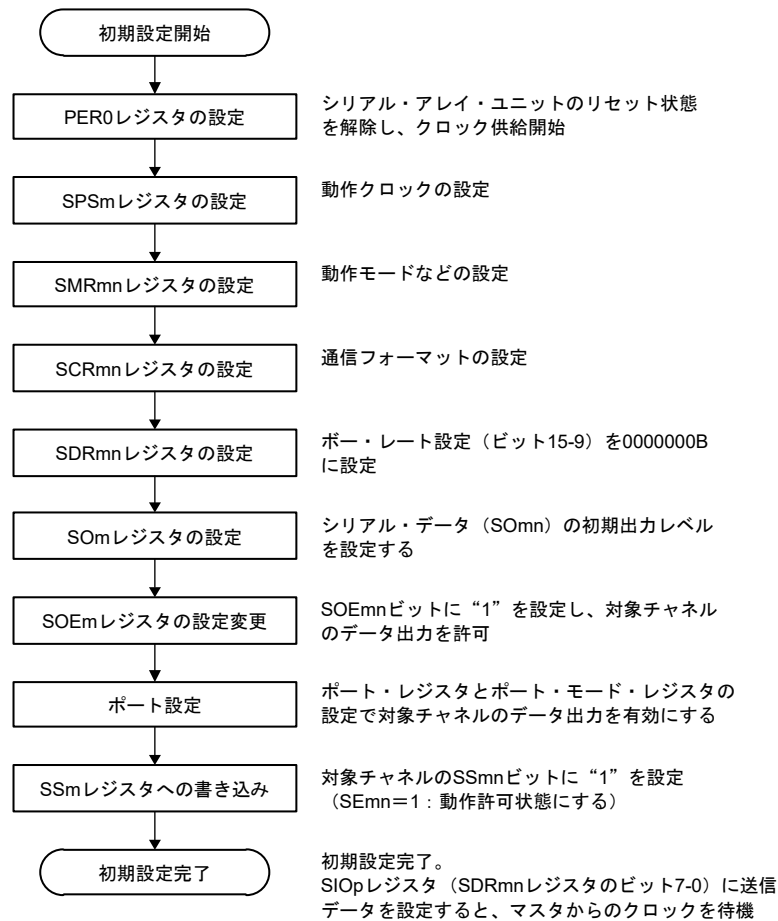 初期設定開始
PER0レジスタの設定
シリアル・アレイ・ユニットのリセット状態
を解除し、クロック供給開始
SPSmレジスタの設定
動作クロックの設定
SMRmnレジスタの設定
動作モードなどの設定
SCRmnレジスタの設定
通信フォーマットの設定
SDRmnレジスタの設定
ボー・レート設定（ビット15-9）を0000000B
に設定
SOmレジスタの設定
シリアル・データ（SOmn）の初期出力レベル
を設定する
SOEmレジスタの設定変更
SOEmnビットに“1”を設定し、対象チャネル
のデータ出力を許可
ポート設定
ポート・レジスタとポート・モード・レジスタの
設定で対象チャネルのデータ出力を有効にする
SSmレジスタへの書き込み
対象チャネルのSSmnビットに“1”を設定
（SEmn＝1：動作許可状態にする）
初期設定完了
初期設定完了。
SIOpレジスタ（SDRmnレジスタのビット7-0）に送信
データを設定すると、マスタからのクロックを待機